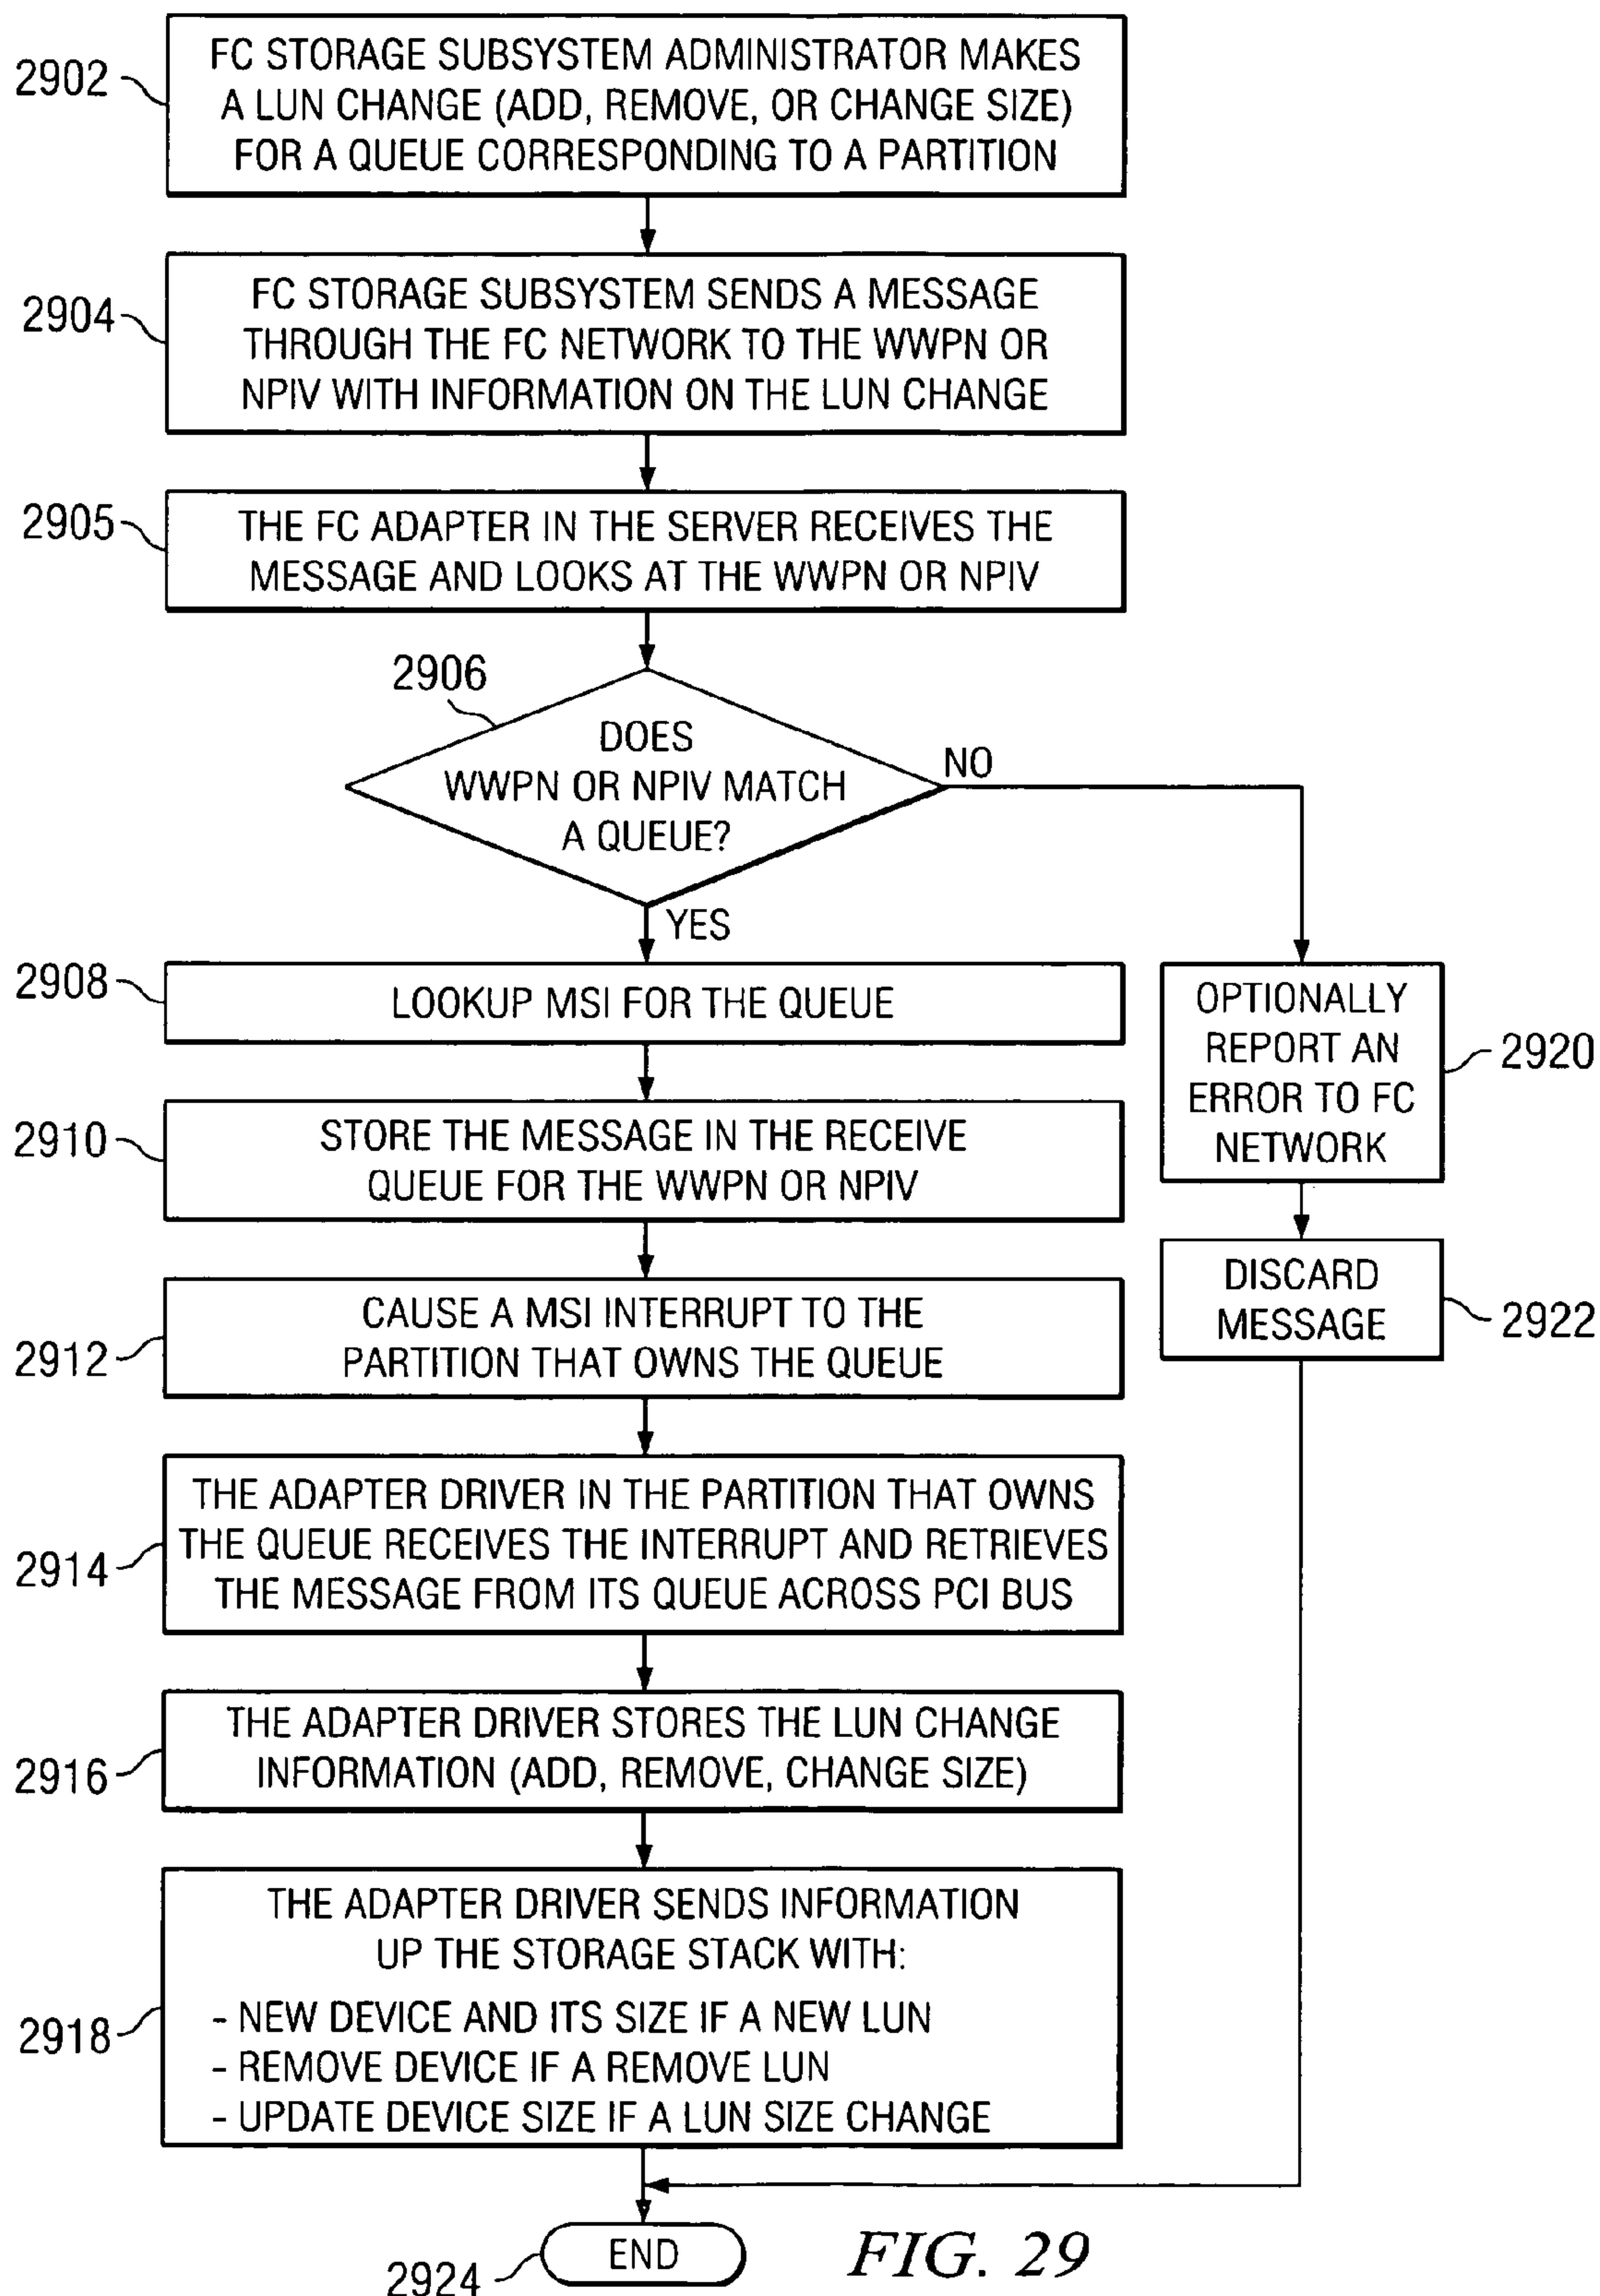 2902
FC STORAGE SUBSYSTEM ADMINISTRATOR MAKES
A LUN CHANGE (ADD, REMOVE, OR CHANGE SIZE)
FOR A QUEUE CORRESPONDING TO A PARTITION
2904
FC STORAGE SUBSYSTEM SENDS A MESSAGE
THROUGH THE FC NETWORK TO THE WWPN OR
NPIV WITH INFORMATION ON THE LUN CHANGE
2905
THE FC ADAPTER IN THE SERVER RECEIVES THE
MESSAGE AND LOOKS AT THE WWPN OR NPIV
2906
DOES
WWPN OR NPIV MATCH
A QUEUE?
NO
YES
2908
LOOKUP MSI FOR THE QUEUE
2910
STORE THE MESSAGE IN THE RECEIVE
QUEUE FOR THE WWPN OR NPIV
2912
CAUSE A MSI INTERRUPT TO THE
PARTITION THAT OWNS THE QUEUE
2914
THE ADAPTER DRIVER IN THE PARTITION THAT OWNS
THE QUEUE RECEIVES THE INTERRUPT AND RETRIEVES
THE MESSAGE FROM ITS QUEUE ACROSS PCI BUS
2916
THE ADAPTER DRIVER STORES THE LUN CHANGE
INFORMATION (ADD, REMOVE, CHANGE SIZE)
2918
THE ADAPTER DRIVER SENDS INFORMATION
UP THE STORAGE STACK WITH:
- NEW DEVICE AND ITS SIZE IF A NEW LUN
- REMOVE DEVICE IF A REMOVE LUN
- UPDATE DEVICE SIZE IF A LUN SIZE CHANGE
OPTIONALLY
REPORT AN
ERROR TO FC
NETWORK
2920
DISCARD
MESSAGE
2922
2924
END
FIG. 29